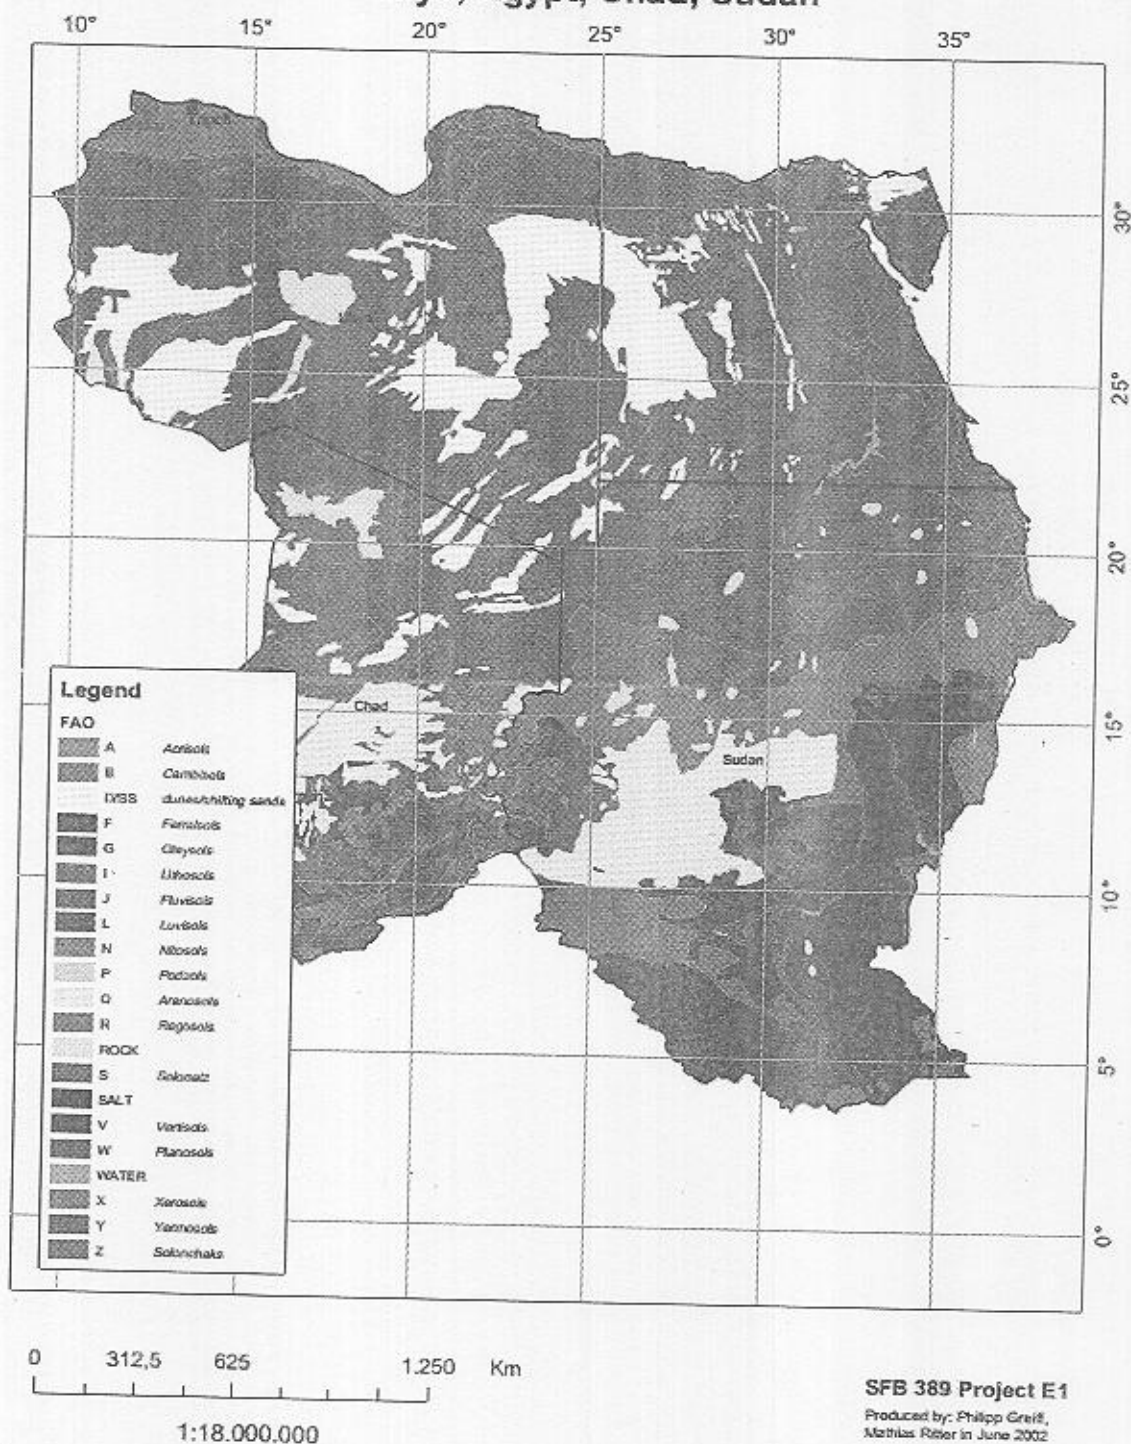 Chad, Sudan
10° 15° 20° 25° 30° 35°
30°
25°
20°
15°
10°
5°
0°
Chad
Sudan
Legend
FAO
A Acrisols
B Cambisols
D/SS dunes/shifting sands
F Ferralsols
G Gleysols
I Lithosols
J Fluvisols
L Luvisols
N Nitosols
P Podzols
Q Arenosols
R Regosols
ROCK
S Solonetz
SALT
V Vertisols
W Planosols
WATER
X Xerosols
Y Yermosols
Z Solonchaks
0 312,5 625 1.250 Km
1:18.000.000
SFB 389 Project E1
Produced by: Philipp Greiff,
Mathias Ritter in June 2002